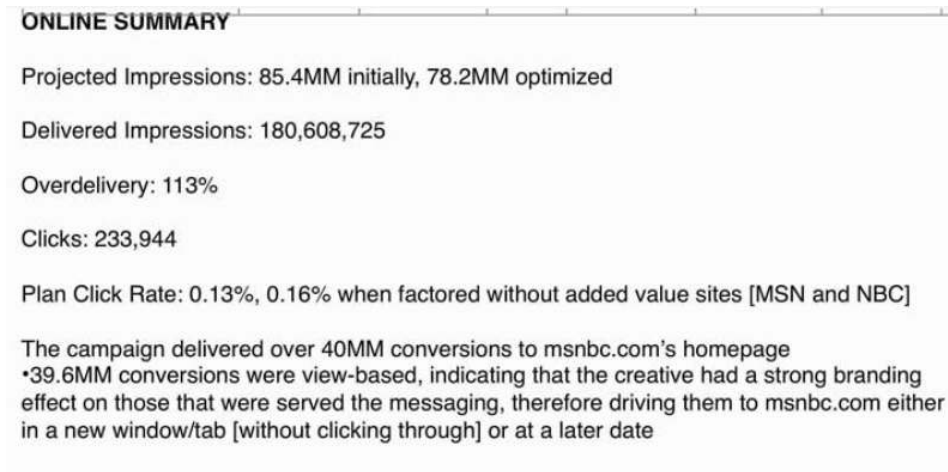 ONLINE SUMMARY
Projected Impressions: 85.4MM initially, 78.2MM optimized
Delivered Impressions: 180,608,725
Overdelivery: 113%
Clicks: 233,944
Plan Click Rate: 0.13%, 0.16% when factored without added value sites [MSN and NBC]
The campaign delivered over 40MM conversions to msnbc.com's homepage
•39.6MM conversions were view-based, indicating that the creative had a strong branding
effect on those that were served the messaging, therefore driving them to msnbc.com either
in a new window/tab [without clicking through] or at a later date